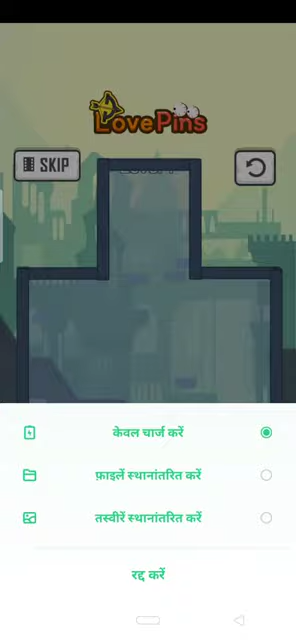 LovePins
SKIP
केवल चार्ज करें
फ़ाइलें स्थानांतरित करें
तस्वीरें स्थानांतरित करें
रद्द करें